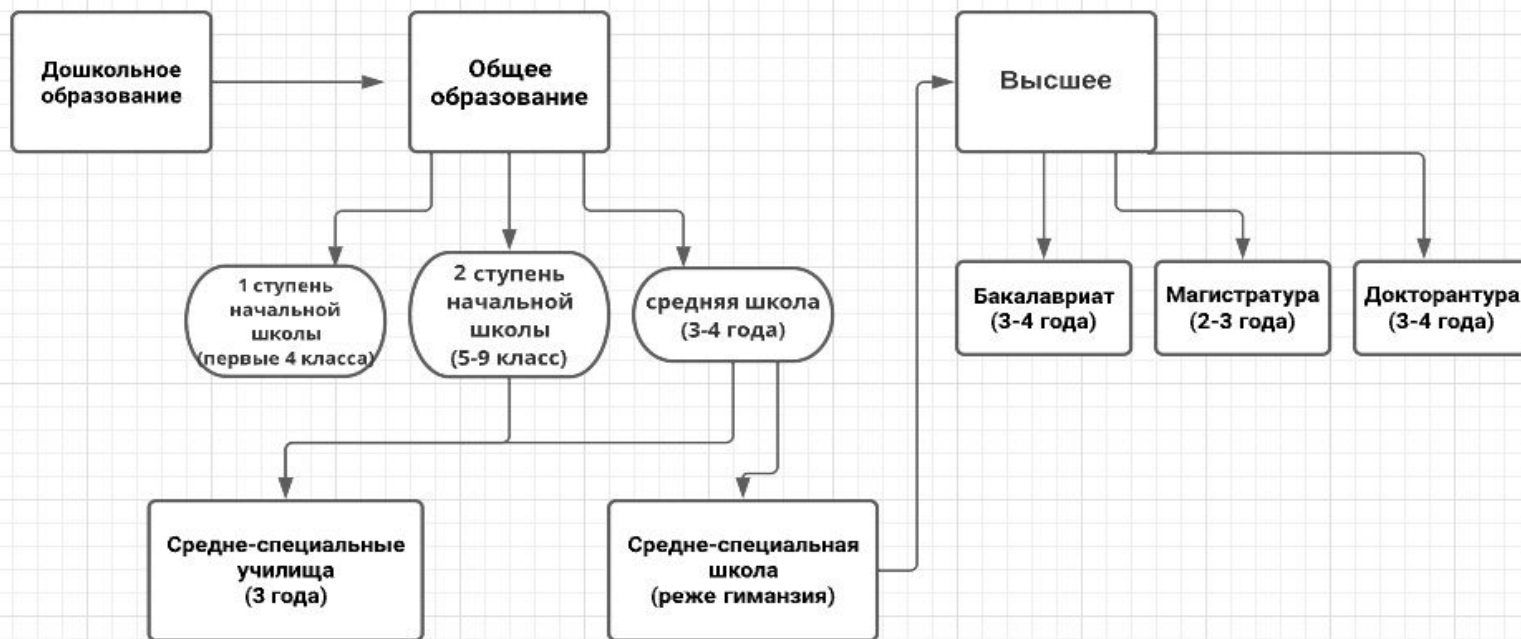 Дошкольное
образование
Общее
образование
Высшее
1 ступень
начальной
школы
(первые 4 класса)
2 ступень
начальной
школы
(5-9 класс)
средняя школа
(3-4 года)
Бакалавриат
(3-4 года)
Магистратура
(2-3 года)
Докторантура
(3-4 года)
Средне-специальные
училища
(3 года)
Средне-специальная
школа
(реже гиманзия)